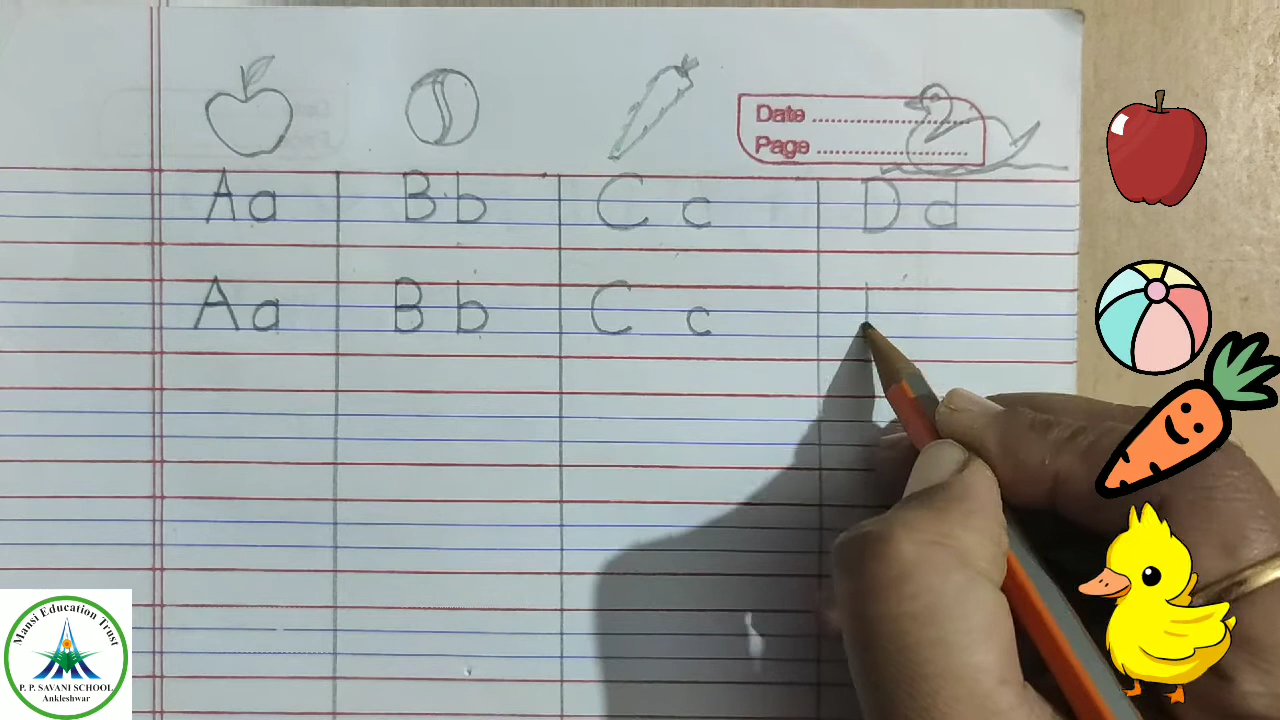 Date ........................
Page ........................
Aa Bb Cc Dd
Aa Bb Cc
Mansi Education Trust
P. P. SAVANI SCHOOL
Ankleshwar